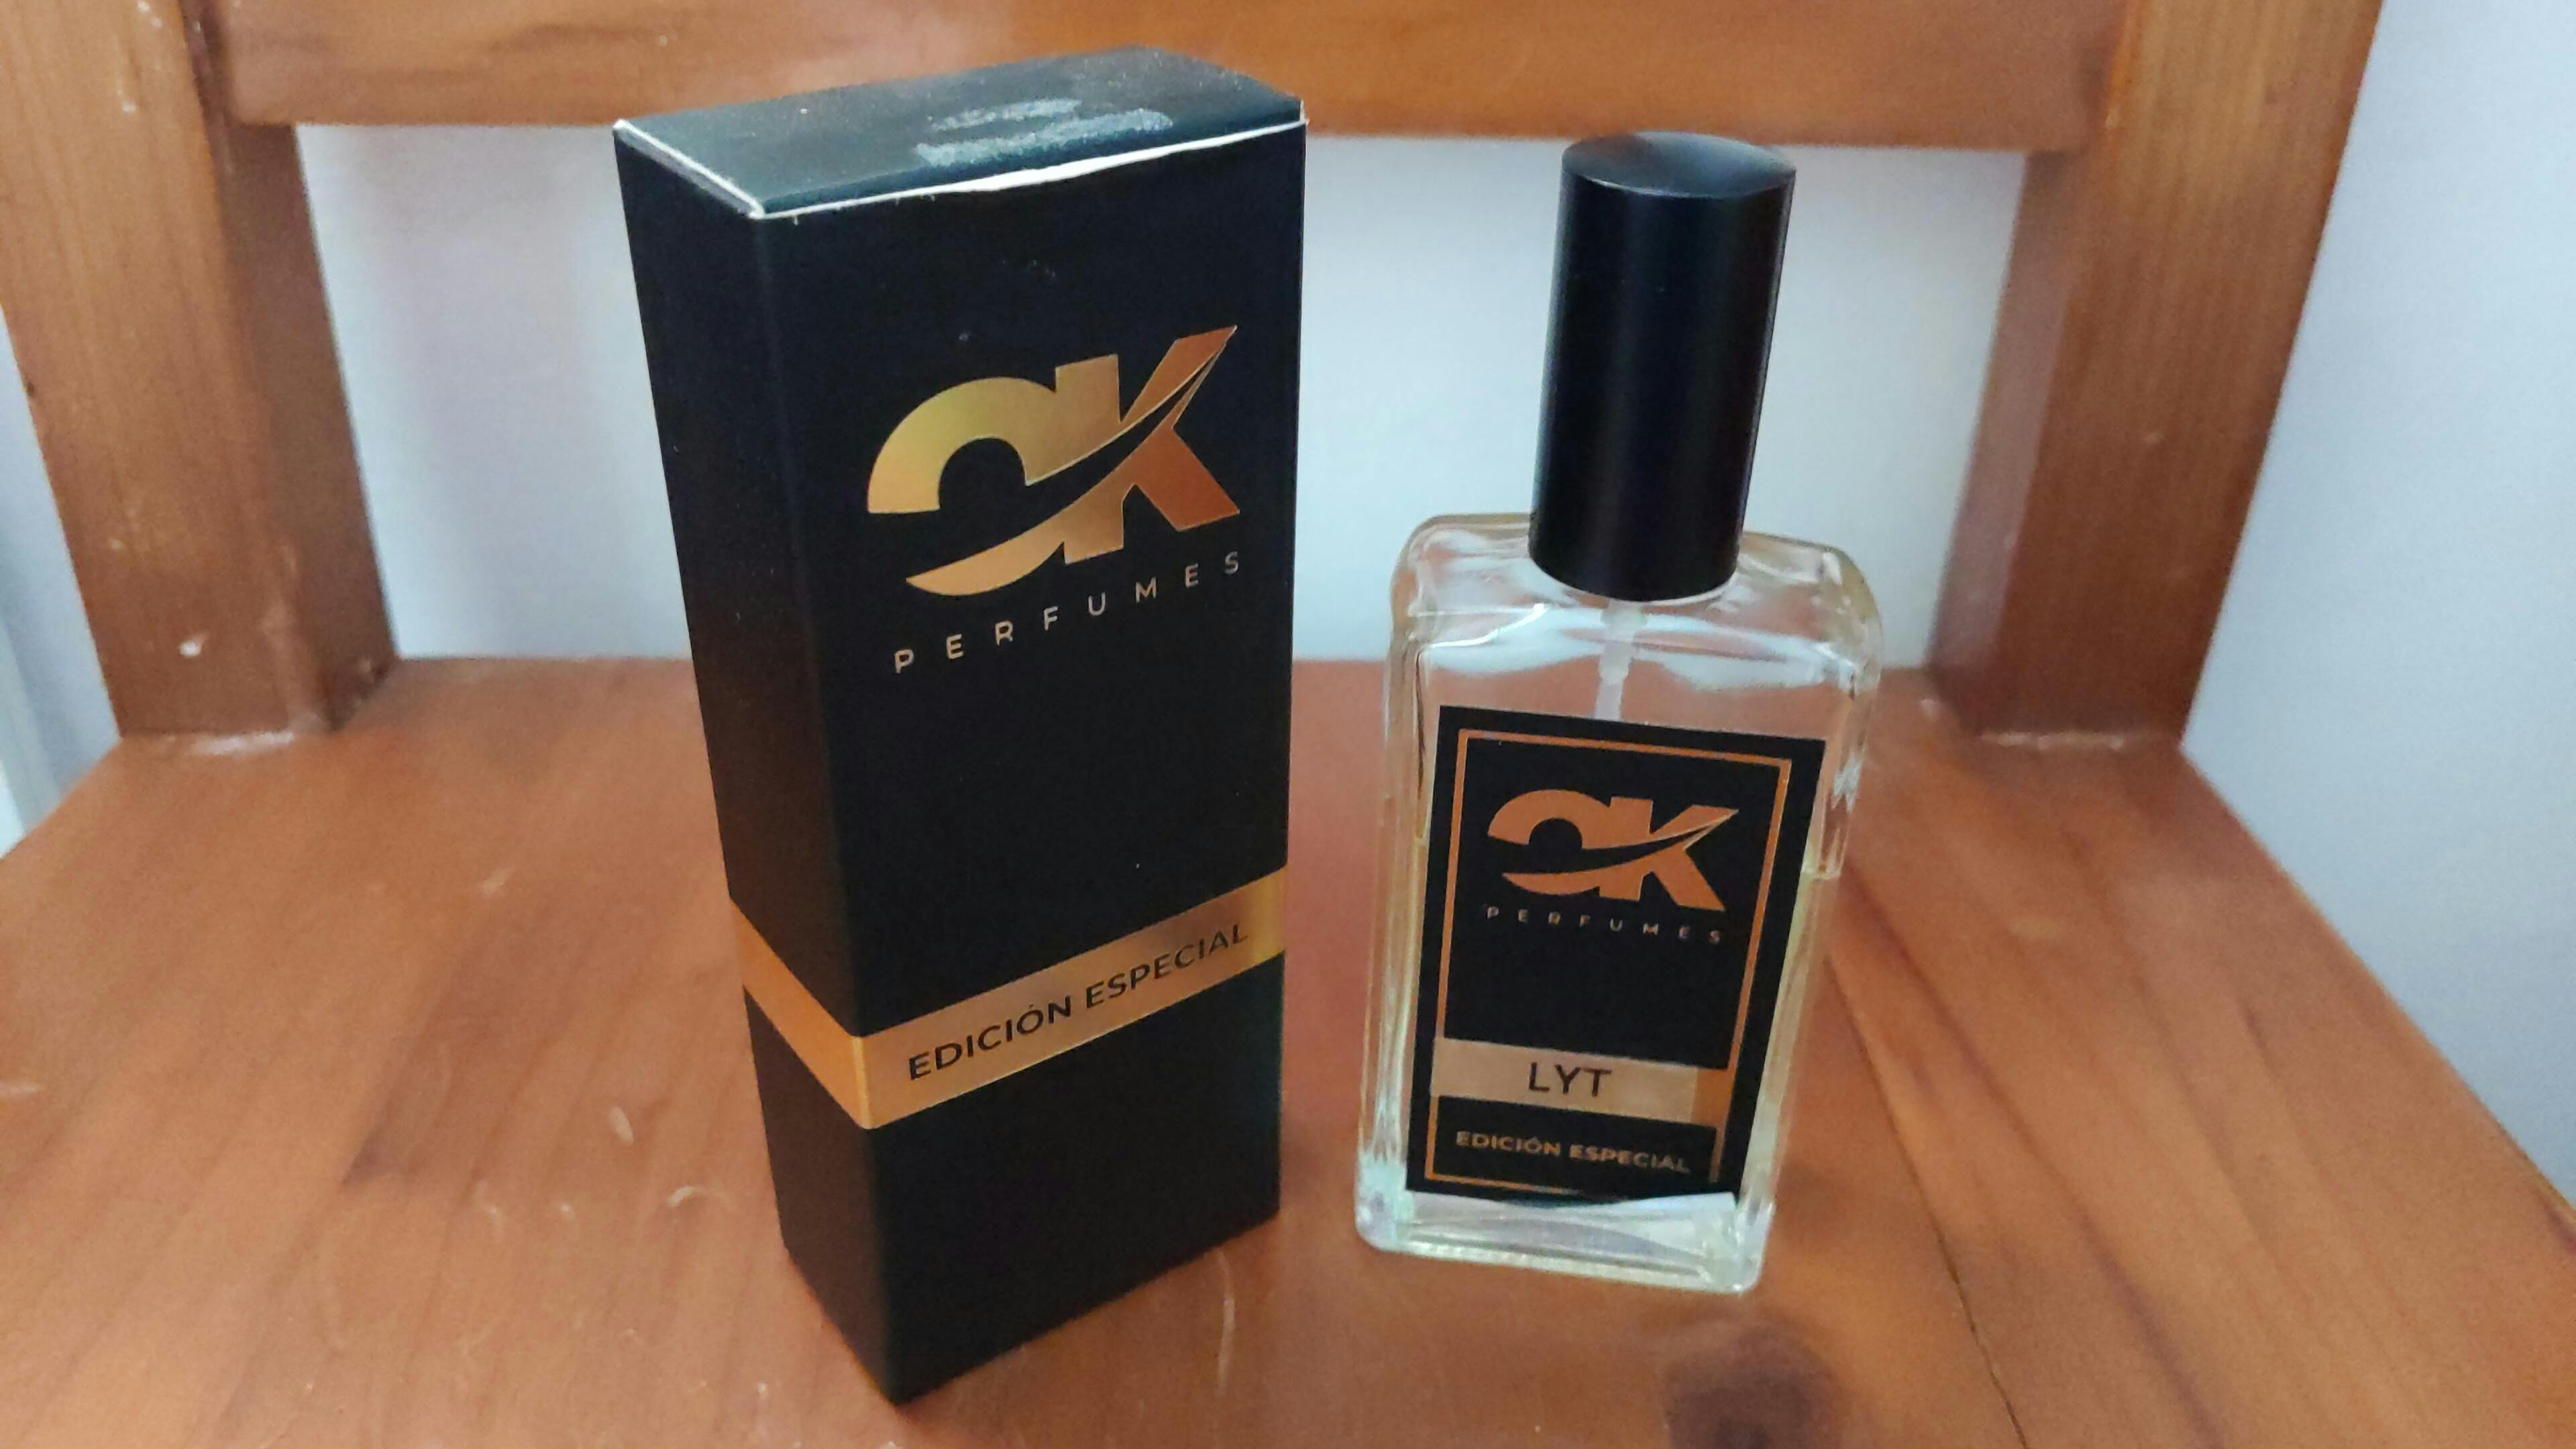 OK
PERFUMES
EDICIÓN ESPECIAL
OK
PERFUMES
LYT
EDICIÓN ESPECIAL